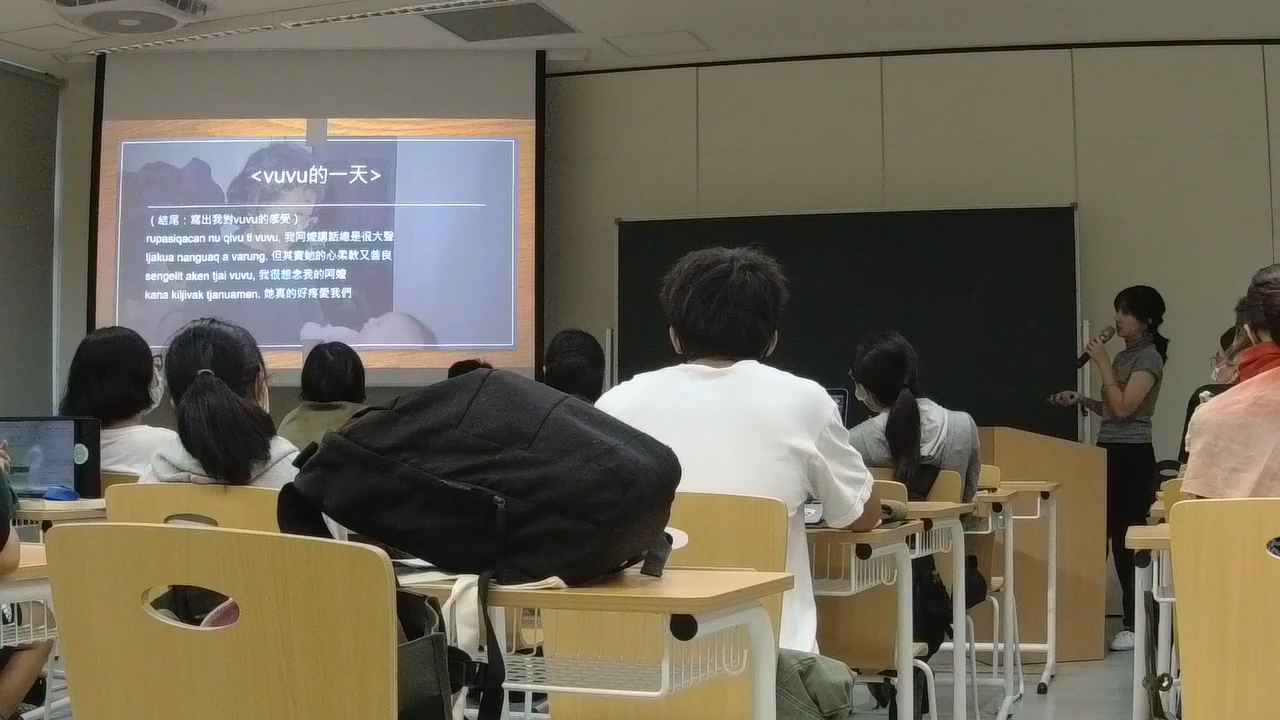 <vuvu的一天>
（結尾：寫出我對vuvu的感受）
rupasiqacan nu qivu ti vuvu, 我阿嬤講話總是很大聲
ljakua nanguaq a varung. 但其實她的心柔軟又善良
sengelit aken tjai vuvu, 我很想念我的阿嬤
kana kiljivak tjanuamen. 她真的好疼愛我們